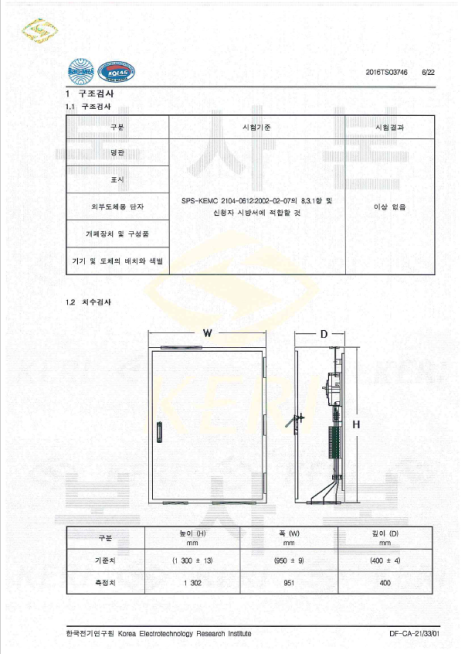 2016TS03746 6/22
1 구조검사
1.1 구조검사
구분 시험기준 시험결과
명판
표시
외부도체용 단자
개폐장치 및 구성품
기기 및 도체의 배치와 색별
SPS-KEMC 2104-0612:2002-02-07의 8.3.1항 및
신청자 시방서에 적합할 것
이상 없음
1.2 치수검사
W
D
H
KERI
복사본
구분 높이 (H) mm 폭 (W) mm 깊이 (D) mm
기준치 (1 300 ± 13) (950 ± 9) (400 ± 4)
측정치 1 302 951 400
한국전기연구원 Korea Electrotechnology Research Institute DF-CA-21/33/01